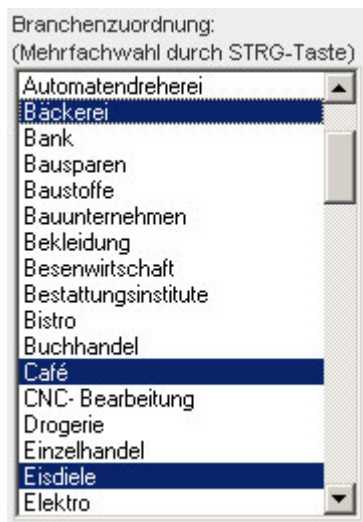 Branchenzuordnung:
(Mehrfachwahl durch STRG-Taste)
Automatendreherei
Bäckerei
Bank
Bausparen
Baustoffe
Bauunternehmen
Bekleidung
Besenwirtschaft
Bestattungsinstitute
Bistro
Buchhandel
Café
CNC- Bearbeitung
Drogerie
Einzelhandel
Eisdiele
Elektro